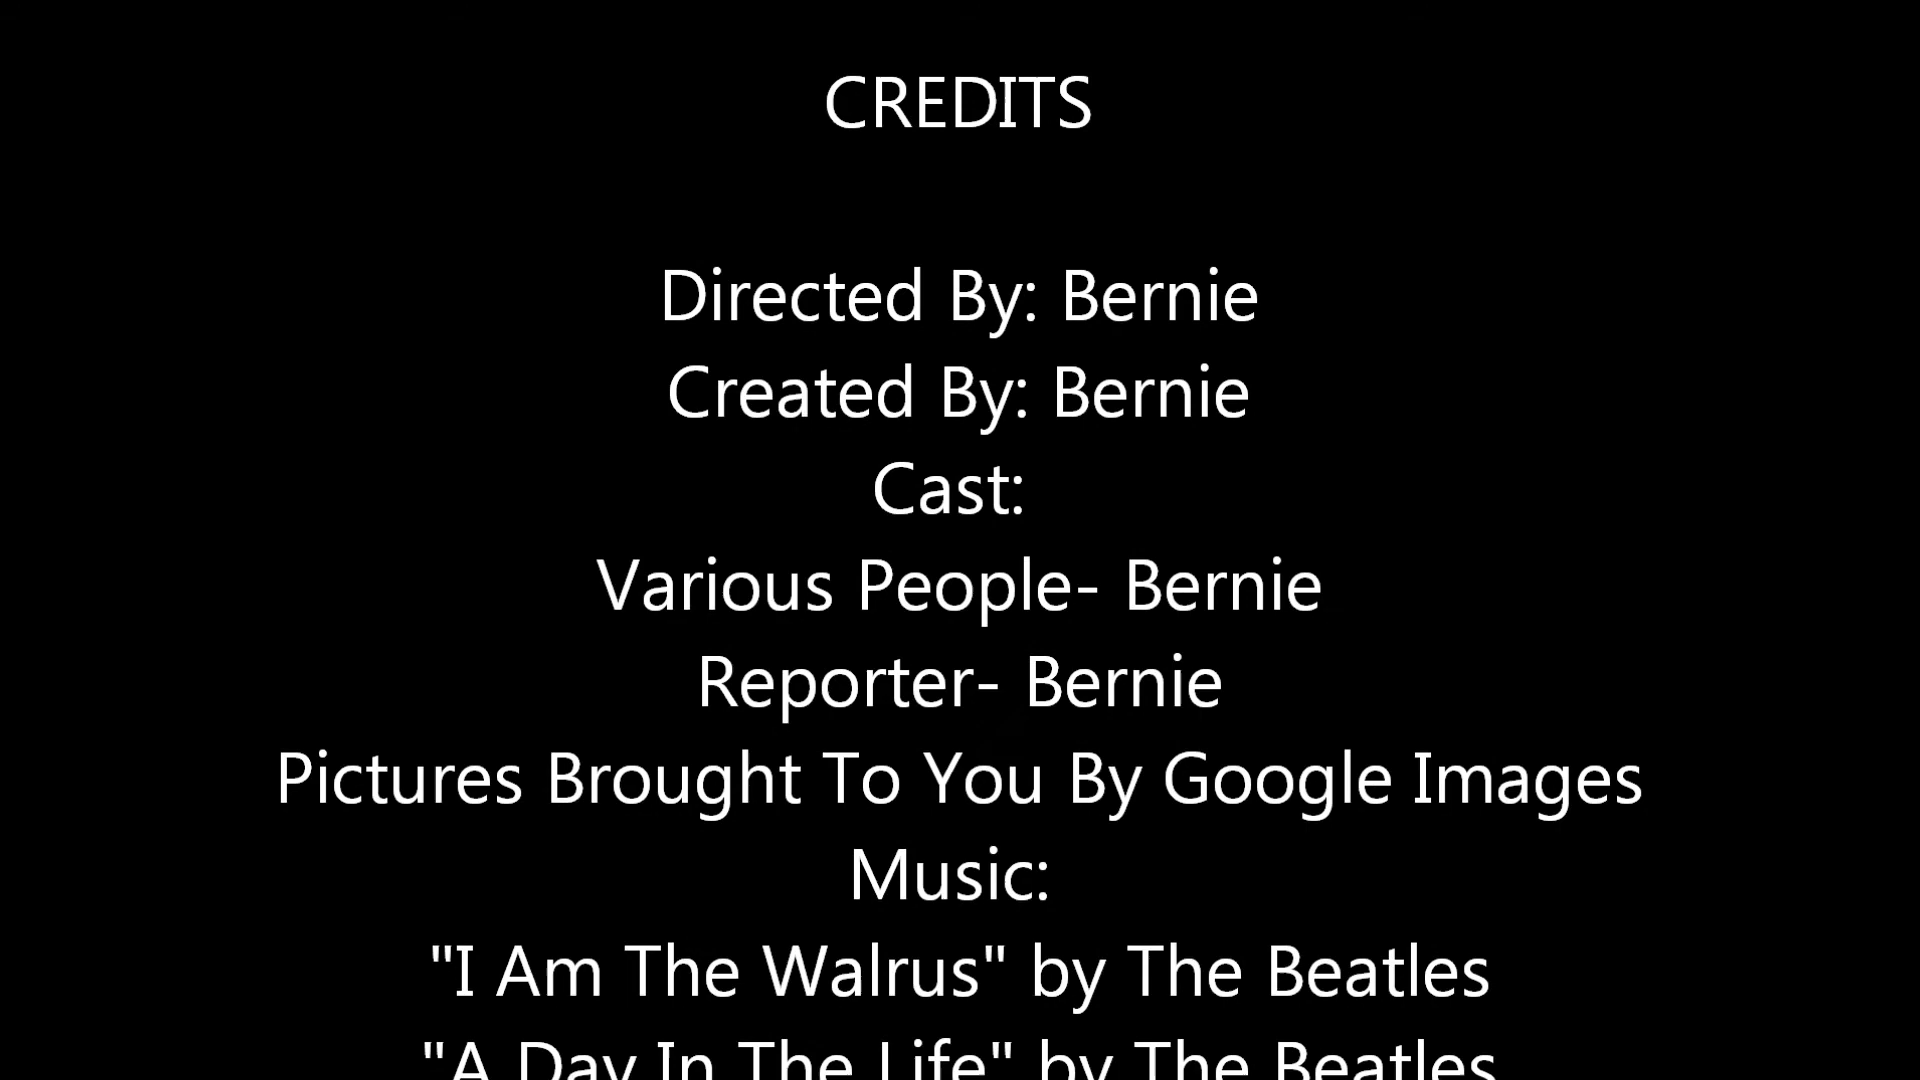 CREDITS
Directed By: Bernie
Created By: Bernie
Cast:
Various People- Bernie
Reporter- Bernie
Pictures Brought To You By Google Images
Music:
"I Am The Walrus" by The Beatles
"A Day In The Life" by The Beatles